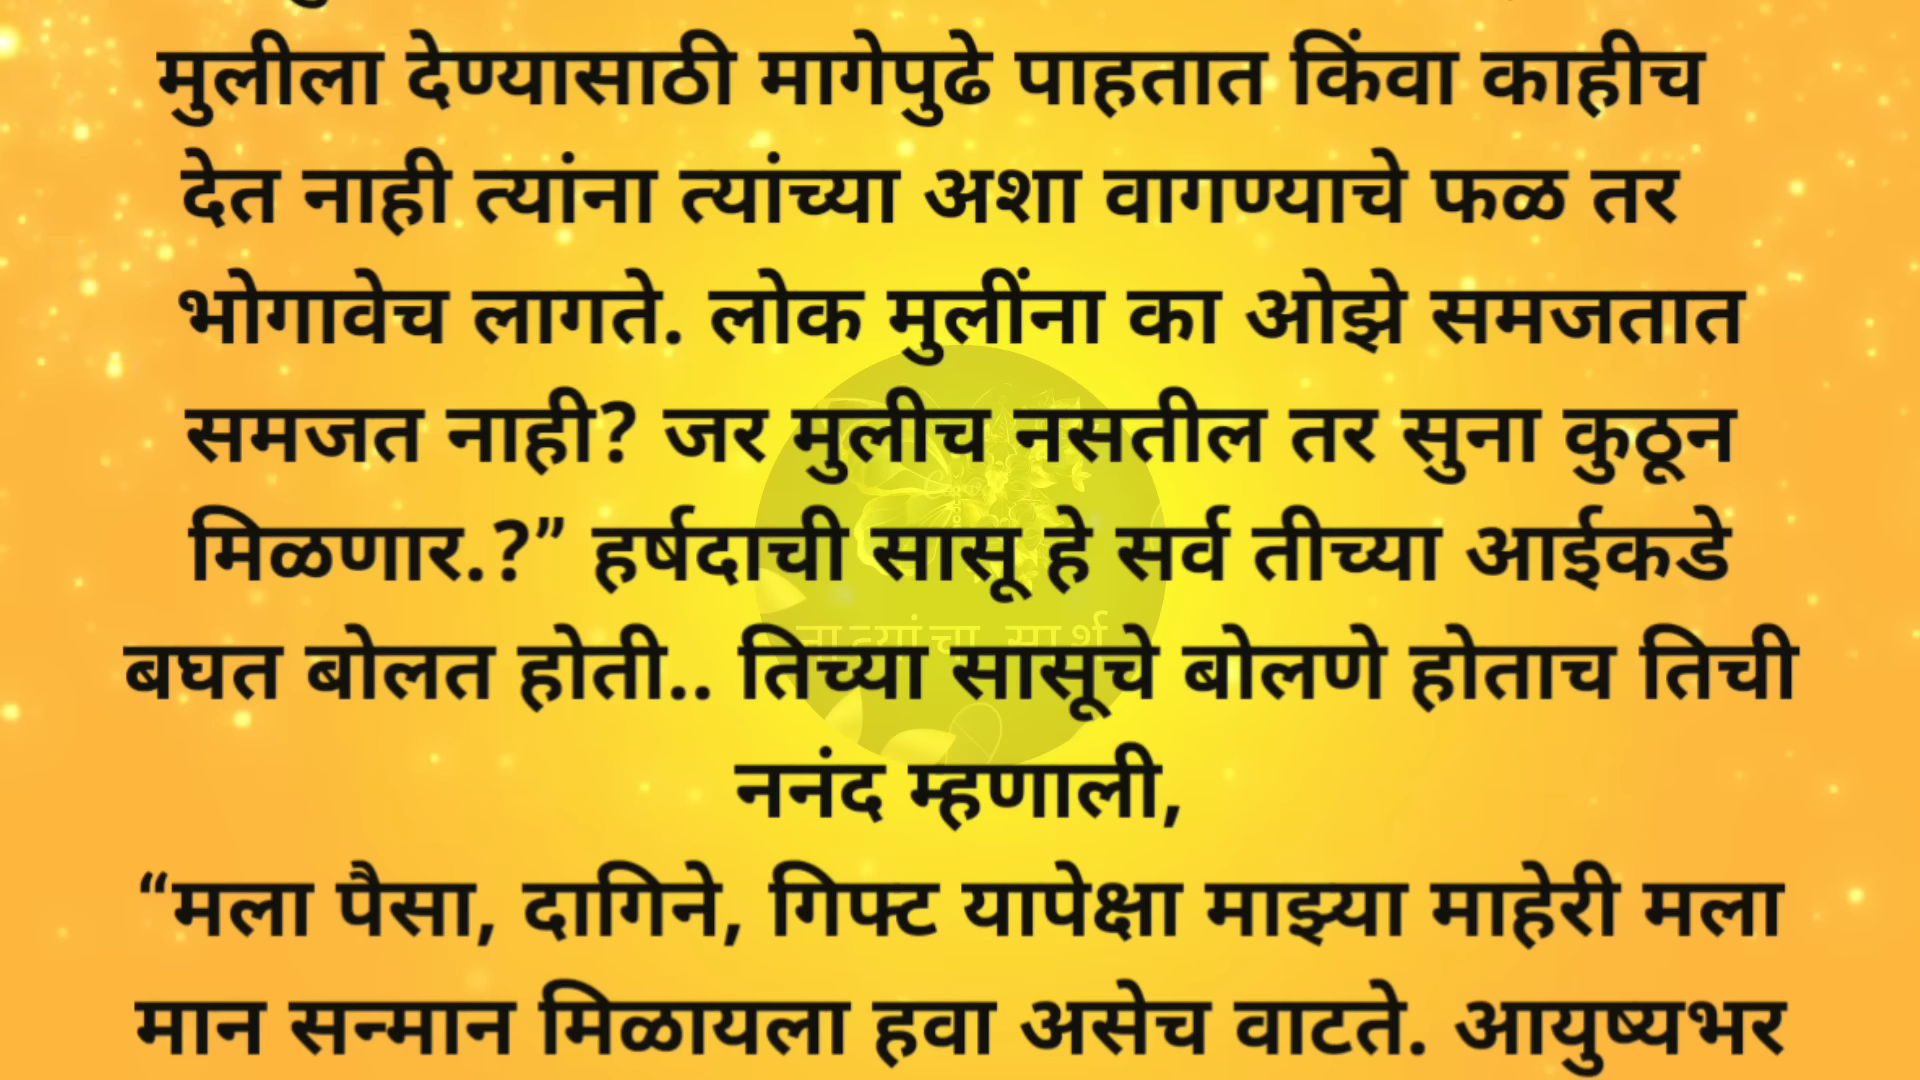 मुलीला देण्यासाठी मागेपुढे पाहतात किंवा काहीच
देत नाही त्यांना त्यांच्या अशा वागण्याचे फळ तर
भोगावेच लागते. लोक मुलींना का ओझे समजतात
समजत नाही? जर मुलीच नसतील तर सुना कुठून
मिळणार.?” हर्षदाची सासू हे सर्व तीच्या आईकडे
बघत बोलत होती.. तिच्या सासूचे बोलणे होताच तिची
ननंद म्हणाली,
“मला पैसा, दागिने, गिफ्ट यापेक्षा माझ्या माहेरी मला
मान सन्मान मिळायला हवा असेच वाटते. आयुष्यभर